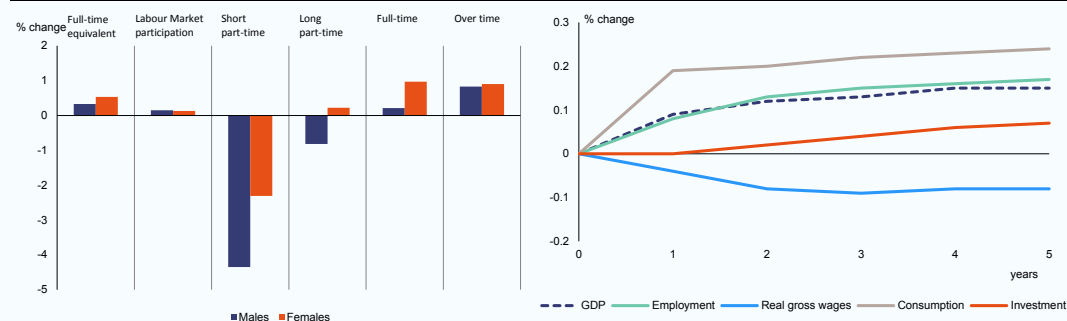 % change
Full-time equivalent
Labour Market participation
Short part-time
Long part-time
Full-time
Over time
2
1
0
-1
-2
-3
-4
-5
Males Females
% change
0.3
0.2
0.1
0
-0.1
-0.2
0 1 2 3 4 5
years
GDP Employment Real gross wages Consumption Investment